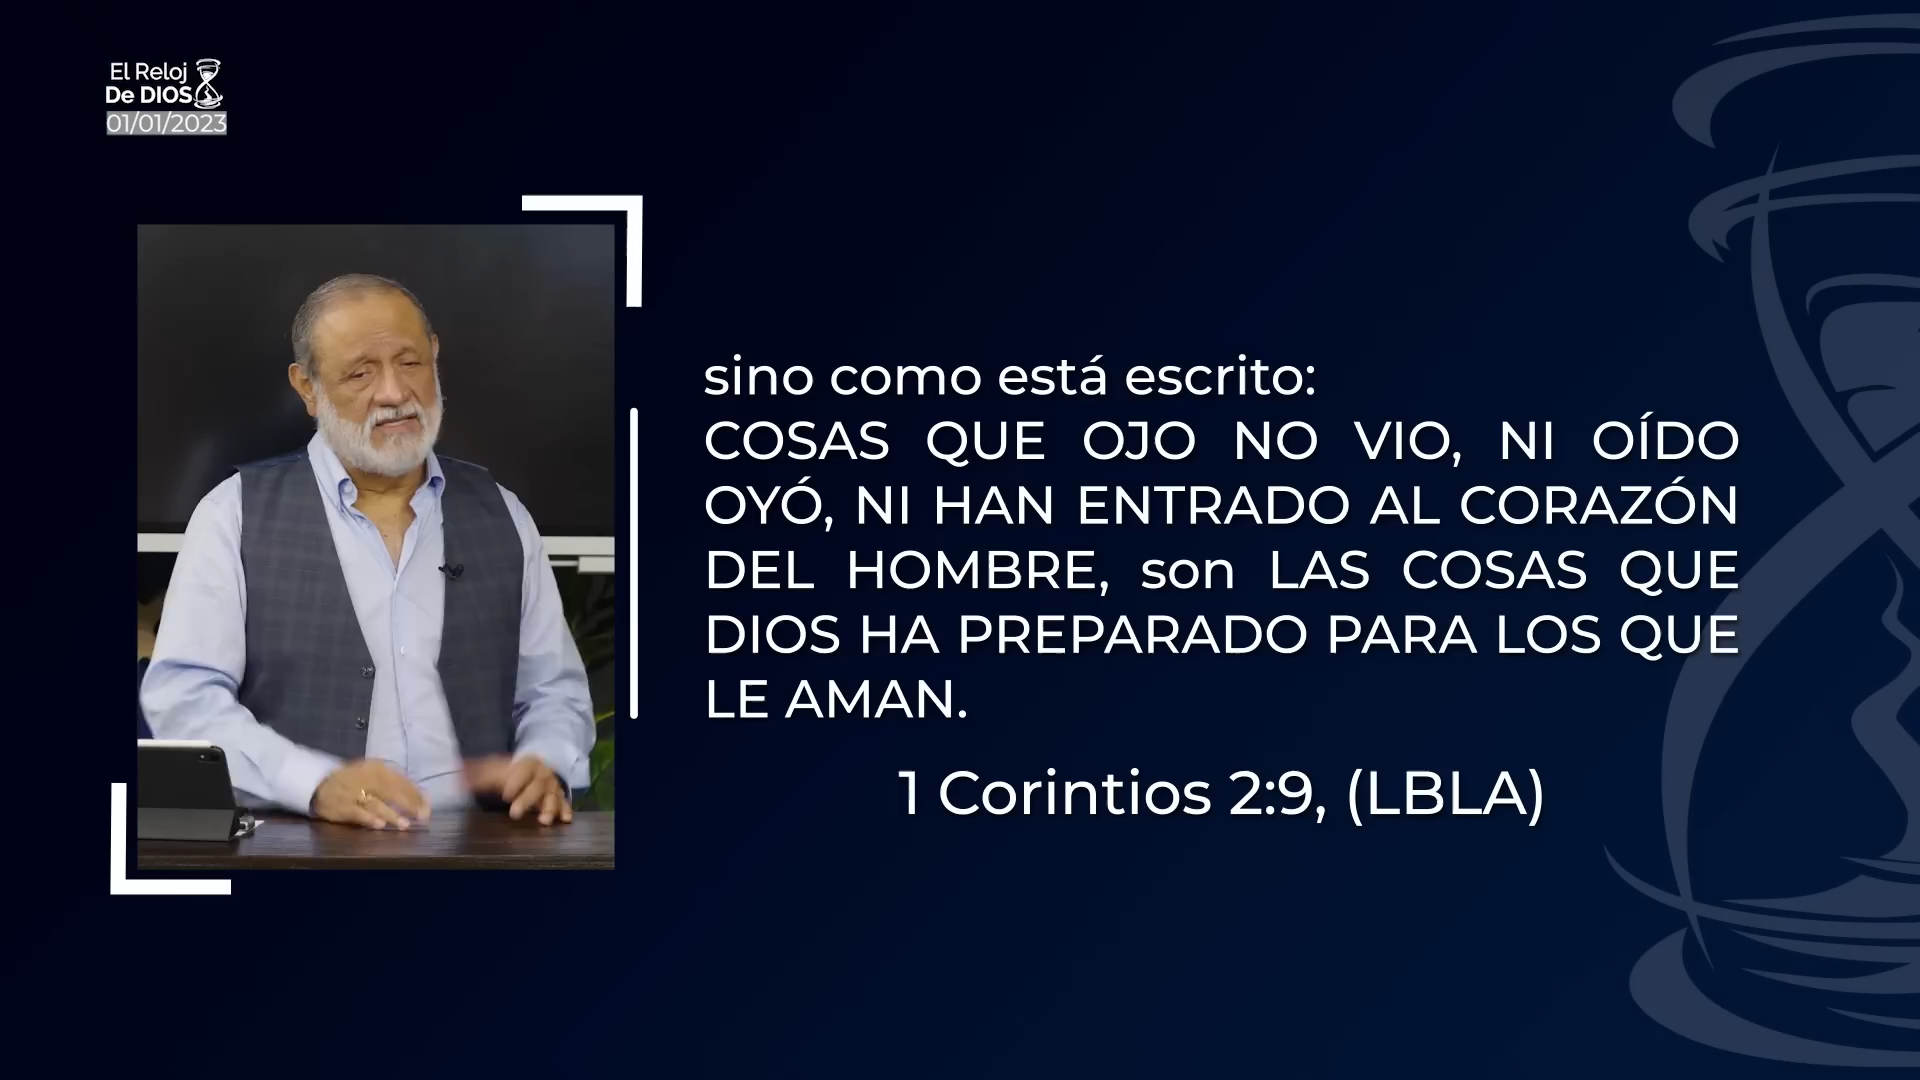 El Reloj
De DIOS
01/01/2023
sino como está escrito:
COSAS QUE OJO NO VIO, NI OÍDO
OYÓ, NI HAN ENTRADO AL CORAZÓN
DEL HOMBRE, son LAS COSAS QUE
DIOS HA PREPARADO PARA LOS QUE
LE AMAN.
1 Corintios 2:9, (LBLA)